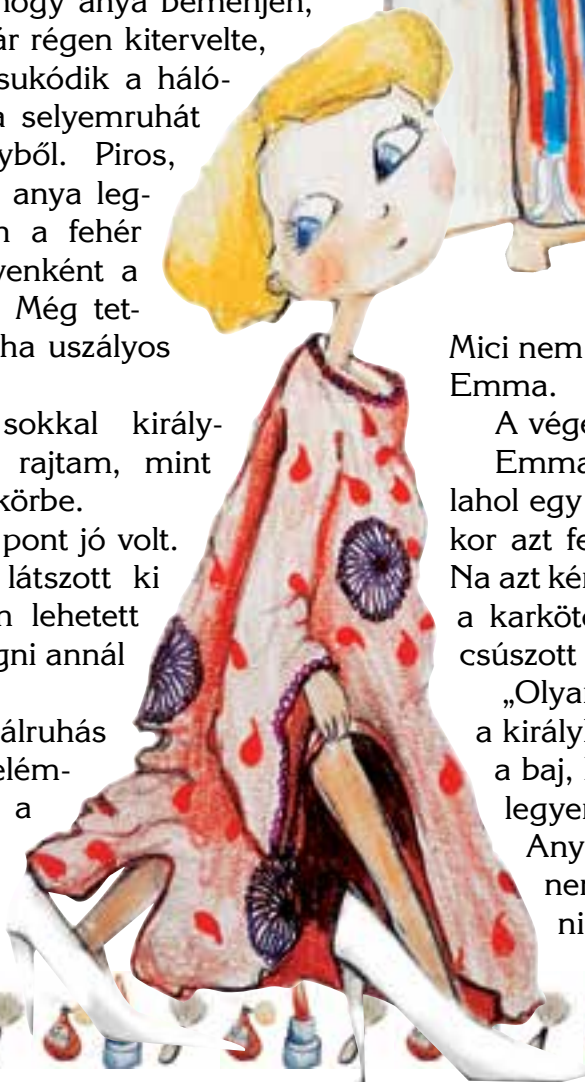 hogy anya bemenjen,
ár régen kitervelte,
sukódik a háló-
a selyemruhát
yből. Piros,
anya leg-
n a fehér
venként a
Még tet-
ha uszályos
sokkal király-
rajtam, mint
körbe.
pont jó volt.
látszott ki
n lehetett
gni annál
álruhás
elém-
a
Mici nem
Emma.
A vége
Emma
lahol egy
kor azt fe
Na azt kér
a karköte
csúszott
„Olyan
a királyk
a baj,
legyen
Any
nem
ni